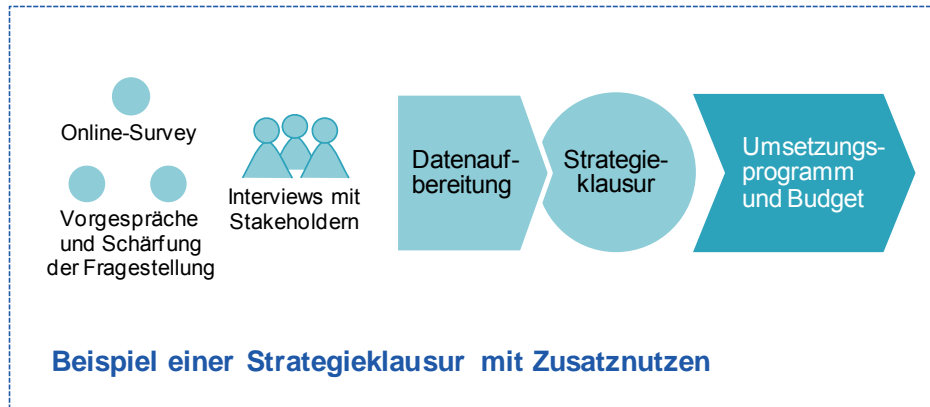 Online-Survey
Vorgespräche
und Schärfung
der Fragestellung
Interviews mit
Stakeholdern
Datenauf-
bereitung
Strategie-
klausur
Umsetzungs-
programm
und Budget
Beispiel einer Strategieklausur mit Zusatznutzen